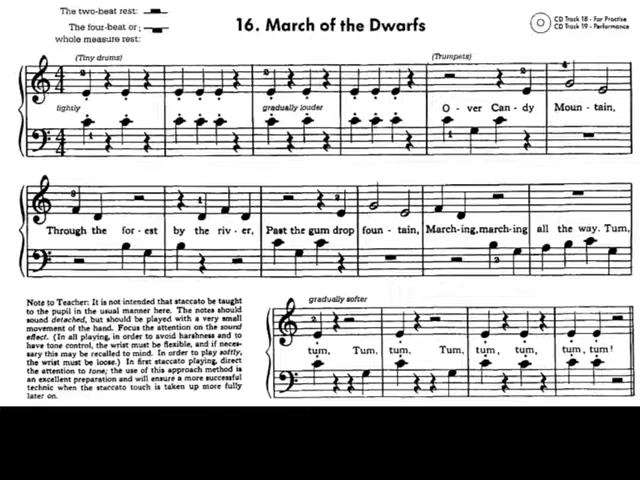 The two-beat rest:
The four-beat or
whole measure rest:
16. March of the Dwarfs
CD Track 18 - For Practise
CD Track 19 - Performance
(Tiny drums)
(Trumpets)
lightly
gradually louder
O - ver Can - dy Moun - tain,
Through the for - est by the riv - er, Past the gum drop foun - tain, March-ing, march-ing all the way. Tum,
Note to Teacher: It is not intended that staccato be taught
to the pupil in the usual manner here. The notes should
sound detached, but should be played with a very small
movement of the hand. Focus the attention on the sound
effect. (In all playing, in order to avoid harshness and to
have tone control, the wrist must be flexible, and if neces-
sary this may be recalled to mind. In order to play softly,
the wrist must be loose.) In first staccato playing, direct
the attention to tone; the use of this approach method is
an excellent preparation and will ensure a more successful
technic when the staccato touch is taken up more fully
later on.
gradually softer
tum, Tum, tum, Tum, tum, tum, tum, tum!